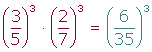 (3/5)³ · (2/7)³ = (6/35)³